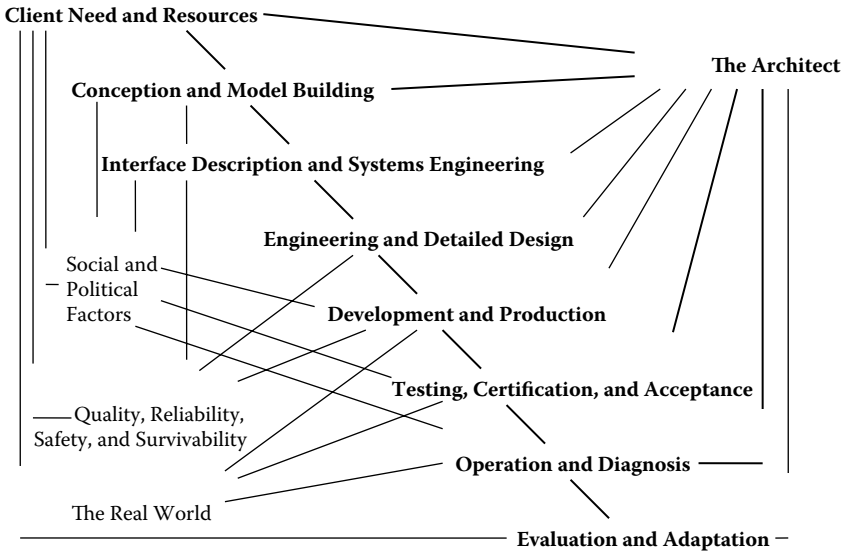 Client Need and Resources
The Architect
Conception and Model Building
Interface Description and Systems Engineering
Engineering and Detailed Design
Social and
Political
Factors
Development and Production
Testing, Certification, and Acceptance
Quality, Reliability,
Safety, and Survivability
Operation and Diagnosis
The Real World
Evaluation and Adaptation